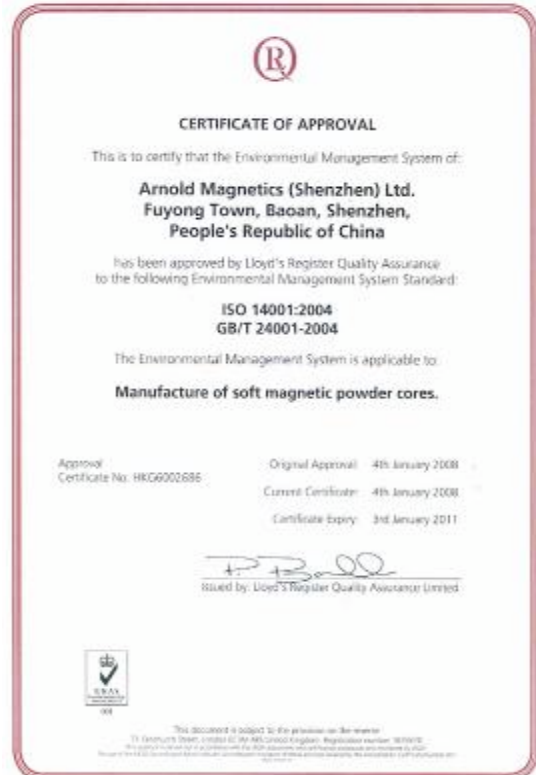 R
CERTIFICATE OF APPROVAL
This is to certify that the Environmental Management System of:
Arnold Magnetics (Shenzhen) Ltd.
Fuyong Town, Baoan, Shenzhen,
People's Republic of China
has been approved by Lloyd's Register Quality Assurance
to the following Environmental Management System Standard:
ISO 14001:2004
GB/T 24001-2004
The Environmental Management System is applicable to:
Manufacture of soft magnetic powder cores.
Approval
Certificate No: HKG6002686
Original Approval: 4th January 2008
Current Certificate: 4th January 2008
Certificate Expiry: 3rd January 2011
Issued by: Lloyd's Register Quality Assurance Limited
UKAS
001
This document is subject to the provision on the reverse